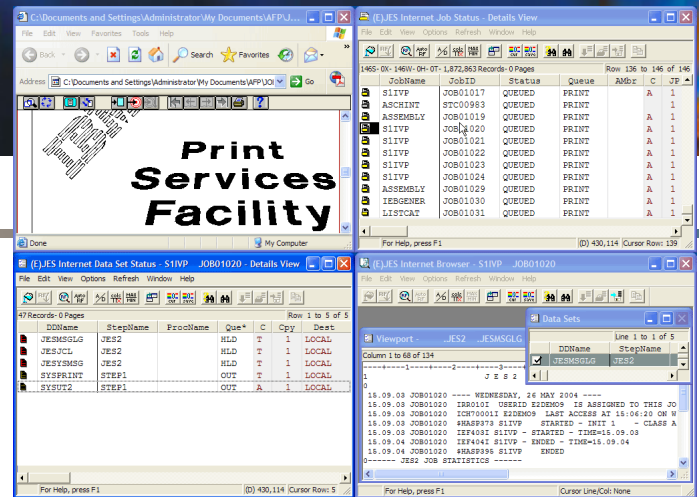 C:\Documents and Settings\Administrator\My Documents\AFP\J...
File Edit View Favorites Tools Help
Back Search Favorites
Address C:\Documents and Settings\Administrator\My Documents\AFP\JOI Go
Print
Services
Facility
Done My Computer
(E)JES Internet Job Status - Details View
File Edit View Options Refresh Window Help
146S- 0X- 146W- 0H- 0T- 1,872,863 Records- 0 Pages Row 136 to 146 of 146
JobName JobID Status Queue AMbr C JP
S1IVP JOB01017 QUEUED PRINT A 1
ASCHINT STC00983 QUEUED PRINT 1
ASSEMBLY JOB01019 QUEUED PRINT A 1
S1IVP JOB01020 QUEUED PRINT A 1
S1IVP JOB01021 QUEUED PRINT A 1
S1IVP JOB01022 QUEUED PRINT A 1
S1IVP JOB01023 QUEUED PRINT A 1
S1IVP JOB01024 QUEUED PRINT A 1
ASSEMBLY JOB01029 QUEUED PRINT A 1
IEBGENER JOB01030 QUEUED PRINT A 1
LISTCAT JOB01031 QUEUED PRINT A 1
For Help, press F1 (D) 430,114 Cursor Row: 139
(E)JES Internet Data Set Status - S1IVP JOB01020 - Details View
File Edit View Options Refresh Window Help
47 Records- 0 Pages Row 1 to 5 of 5
DDName StepName ProcName Que* C Cpy Dest
JESMSGLG JES2 HLD T 1 LOCAL
JESJCL JES2 HLD T 1 LOCAL
JESYSMSG JES2 HLD T 1 LOCAL
SYSPRINT STEP1 OUT T 1 LOCAL
SYSUT2 STEP1 OUT A 1 LOCAL
For Help, press F1 (D) 430,114 Cursor Row: 5
(E)JES Internet Browser - S1IVP JOB01020
File Edit View Options Refresh Window Help
Data Sets
Line 1 to 1 of 1
DDName StepName
JESMSGLG JES2
Viewport - ..JES2 ..JESMSGLG
Column 1 to 68 of 134
----+----1----+----2----+----3----
1 J E S 2
0
15.09.03 JOB01020 ---- WEDNESDAY, 26 MAY 2004 ----
15.09.03 JOB01020 IRR010I USERID E2DEMO9 IS ASSIGNED TO THIS JO
15.09.03 JOB01020 ICH70001I E2DEMO9 LAST ACCESS AT 15:06:20 ON W
15.09.03 JOB01020 $HASP373 S1IVP STARTED - INIT 1 - CLASS A
15.09.03 JOB01020 IEF403I S1IVP - STARTED - TIME=15.09.03
15.09.04 JOB01020 IEF404I S1IVP - ENDED - TIME=15.09.04
15.09.04 JOB01020 $HASP395 S1IVP ENDED
0------ JES2 JOB STATISTICS ------
For Help, press F1 Cursor Line/Col: None